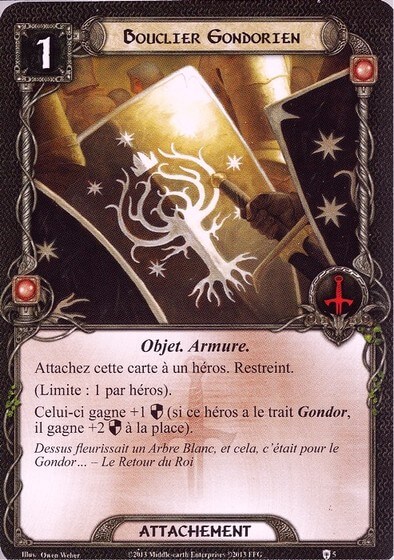 1
BOUCLIER GONDORIEN
Objet. Armure.
Attachez cette carte à un héros. Restreint.
(Limite : 1 par héros).
Celui-ci gagne +1 (si ce héros a le trait Gondor,
il gagne +2 à la place).
Dessus fleurissait un Arbre Blanc, et cela, c’était pour le
Gondor… – Le Retour du Roi
ATTACHEMENT
Illus. Owen Weber
©2013 Middle-earth Enterprises ©2013 FFG
5